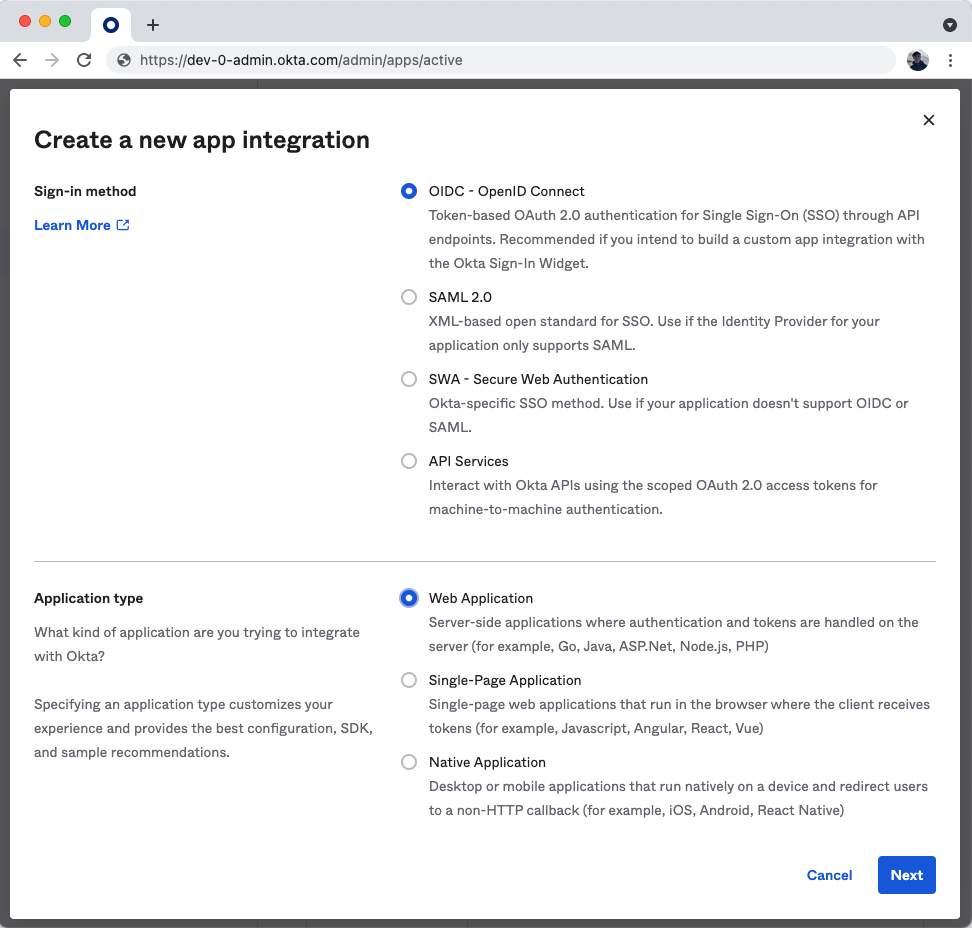 https://dev-0-admin.okta.com/admin/apps/active
Create a new app integration
Sign-in method
Learn More
OIDC - OpenID Connect
Token-based OAuth 2.0 authentication for Single Sign-On (SSO) through API
endpoints. Recommended if you intend to build a custom app integration with
the Okta Sign-In Widget.
SAML 2.0
XML-based open standard for SSO. Use if the Identity Provider for your
application only supports SAML.
SWA - Secure Web Authentication
Okta-specific SSO method. Use if your application doesn't support OIDC or
SAML.
API Services
Interact with Okta APIs using the scoped OAuth 2.0 access tokens for
machine-to-machine authentication.
Application type
What kind of application are you trying to integrate
with Okta?
Specifying an application type customizes your
experience and provides the best configuration, SDK,
and sample recommendations.
Web Application
Server-side applications where authentication and tokens are handled on the
server (for example, Go, Java, ASP.Net, Node.js, PHP)
Single-Page Application
Single-page web applications that run in the browser where the client receives
tokens (for example, Javascript, Angular, React, Vue)
Native Application
Desktop or mobile applications that run natively on a device and redirect users
to a non-HTTP callback (for example, iOS, Android, React Native)
Cancel
Next